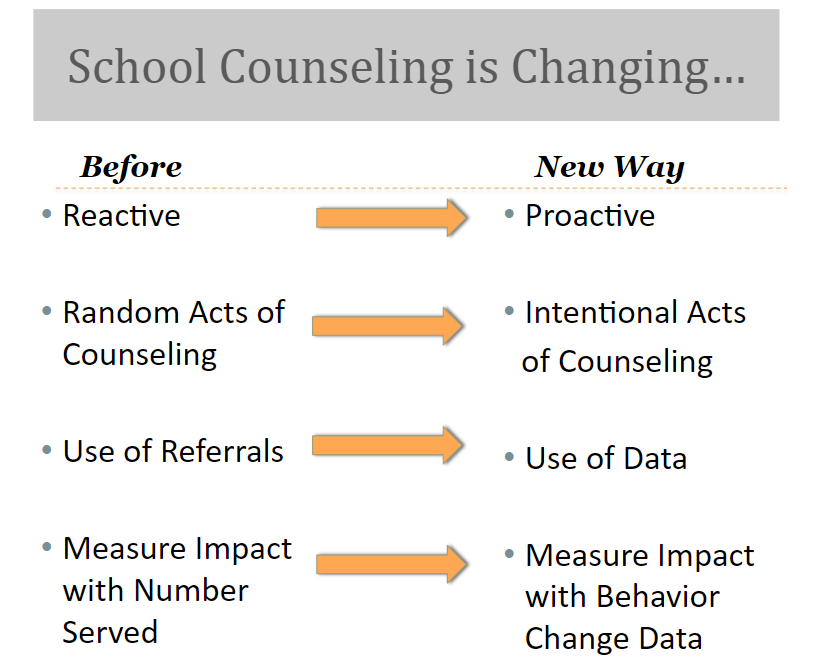 School Counseling is Changing…
Before
New Way
• Reactive
• Proactive
• Random Acts of
Counseling
• Intentional Acts
of Counseling
• Use of Referrals
• Use of Data
• Measure Impact
with Number
Served
• Measure Impact
with Behavior
Change Data